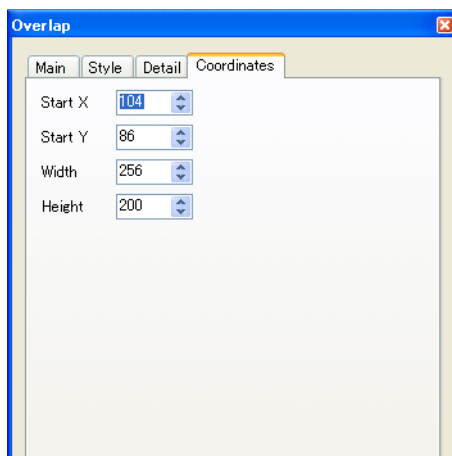 Overlap
Main Style Detail Coordinates
Start X 104
Start Y 86
Width 256
Height 200